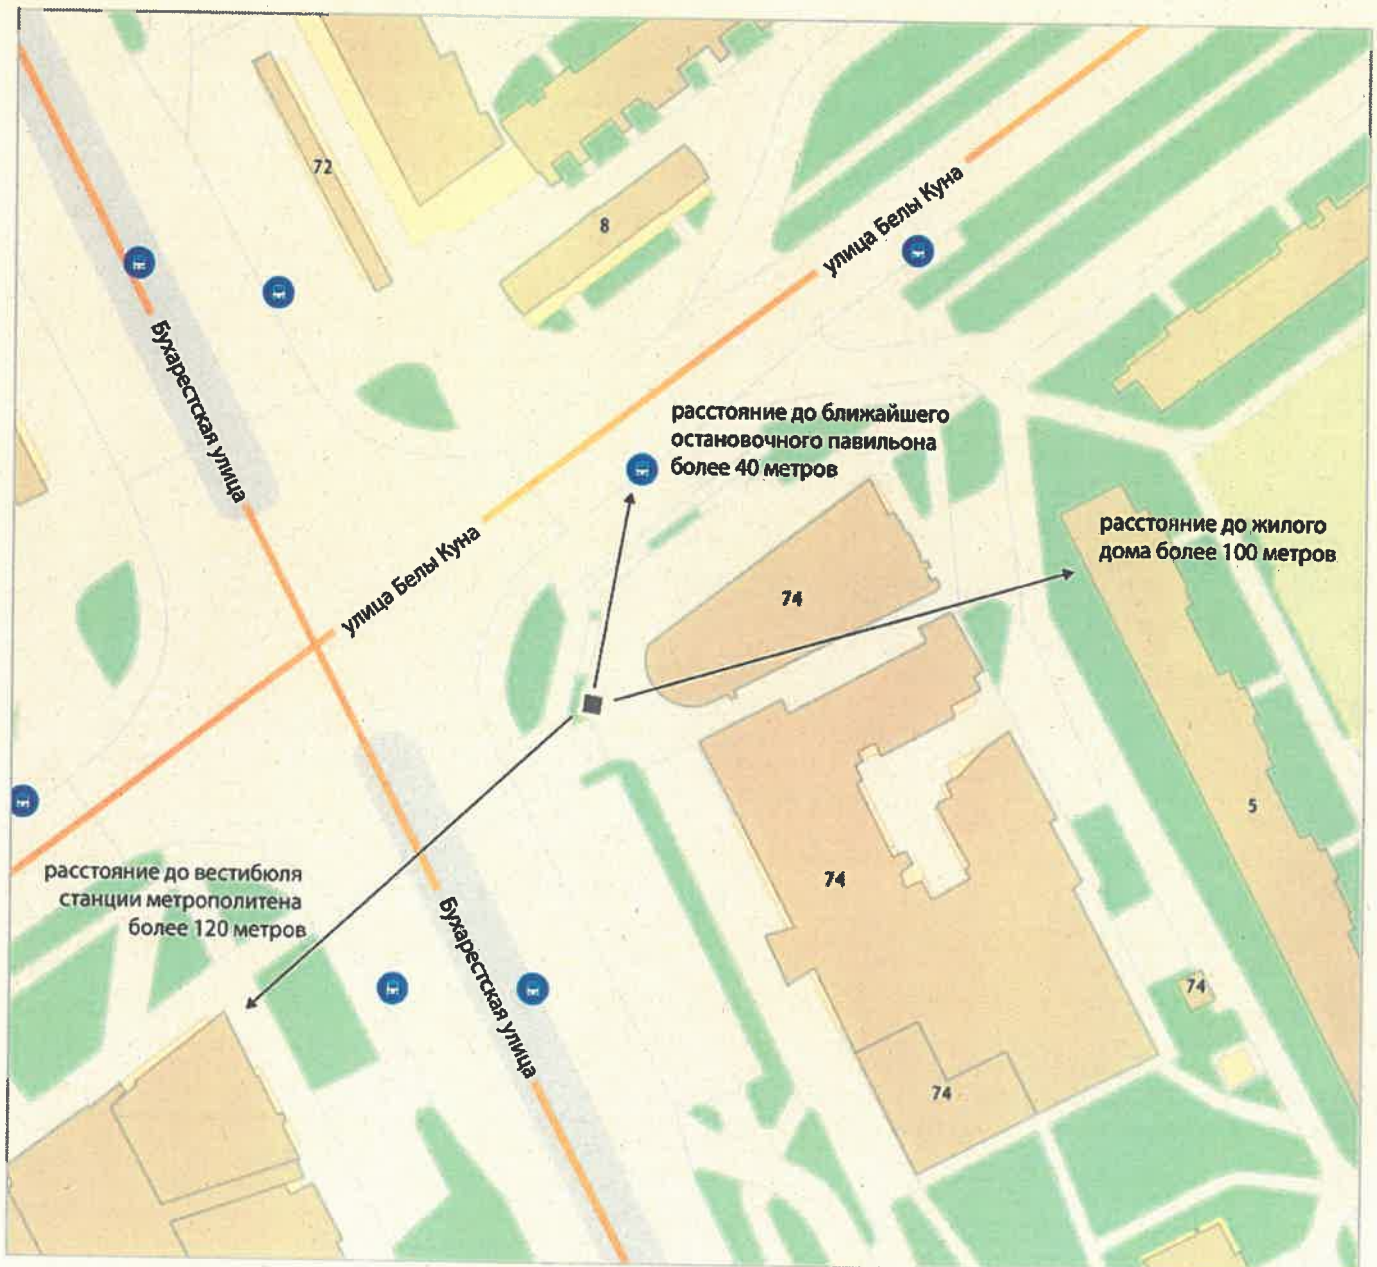 72
8
улица Белы Куна
Бухарестская улица
расстояние до ближайшего
остановочного павильона
более 40 метров
расстояние до жилого
дома более 100 метров
улица Белы Куна
74
5
расстояние до вестибюля
станции метрополитена
более 120 метров
74
Бухарестская улица
74
74